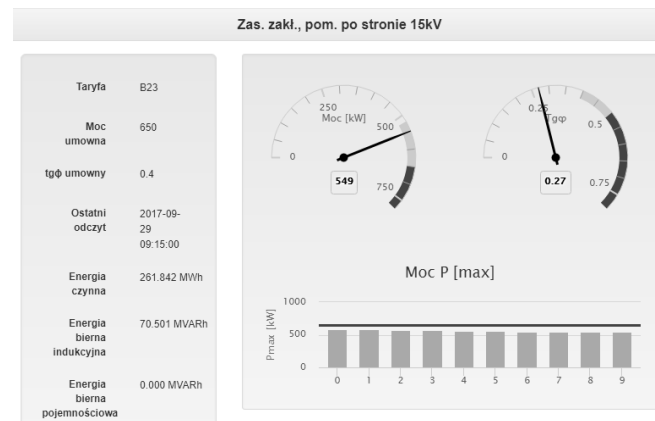 Zas. zakł., pom. po stronie 15kV
Taryfa B23
Moc 650
umowna
tgϕ umowny 0.4
Ostatni 2017-09-
odczyt 29
09:15:00
Energia 261.842 MWh
czynna
Energia 70.501 MVARh
bierna
indukcyjna
Energia 0.000 MVARh
bierna
pojemnościowa
0
250
500
750
Moc [kW]
549
0
0.25
0.5
0.75
Tgφ
0.27
Moc P [max]
Pmax [kW]
1000
500
0
0 1 2 3 4 5 6 7 8 9